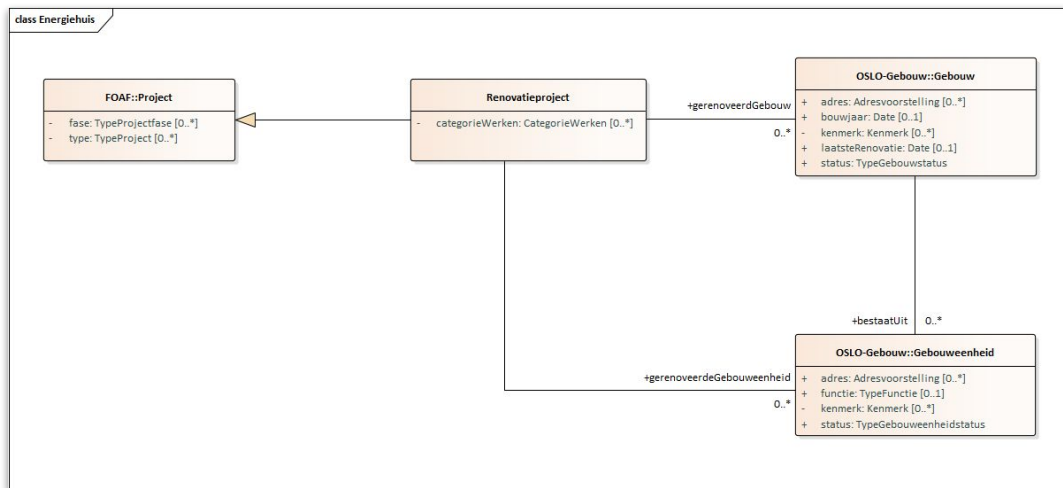 class Energiehuis
FOAF::Project
- fase: TypeProjectfase [0..*]
- type: TypeProject [0..*]
Renovatieproject
- categorieWerken: CategorieWerken [0..*]
+gerenoveerdGebouw
0..*
OSLO-Gebouw::Gebouw
+ adres: Adresvoorstelling [0..*]
+ bouwjaar: Date [0..1]
- kenmerk: Kenmerk [0..*]
+ laatsteRenovatie: Date [0..1]
+ status: TypeGebouwstatus
+bestaatUit 0..*
+gerenoveerdeGebouweenheid
0..*
OSLO-Gebouw::Gebouweenheid
+ adres: Adresvoorstelling [0..*]
+ functie: TypeFunctie [0..1]
- kenmerk: Kenmerk [0..*]
+ status: TypeGebouweenheidstatus